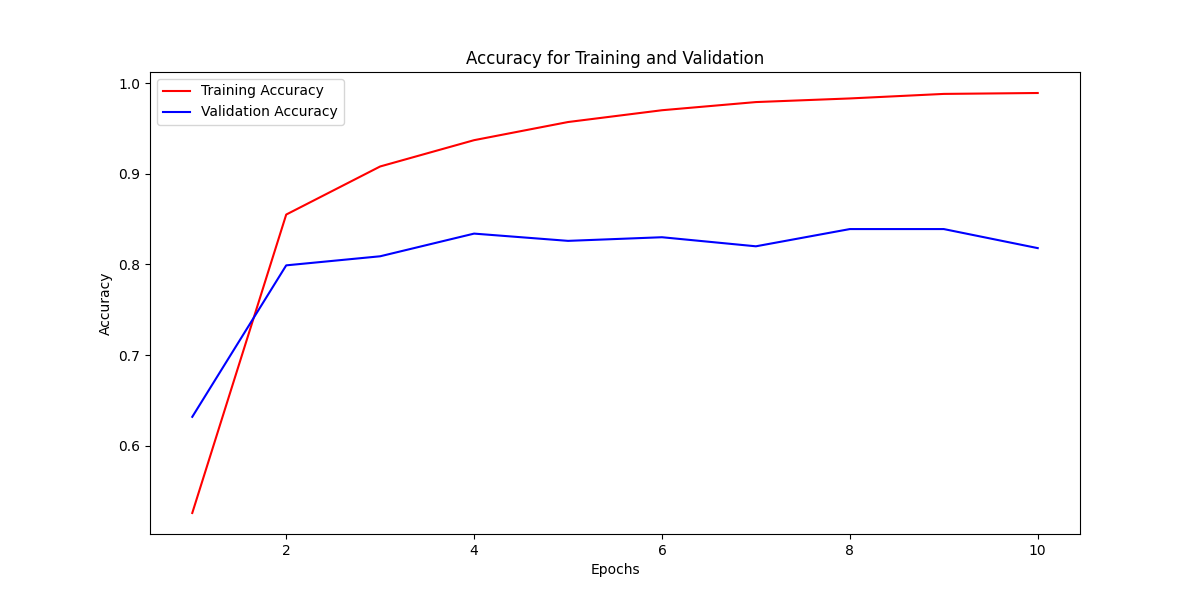 Accuracy for Training and Validation
Training Accuracy
Validation Accuracy
1.0
0.9
0.8
0.7
0.6
Accuracy
2 4 6 8 10
Epochs